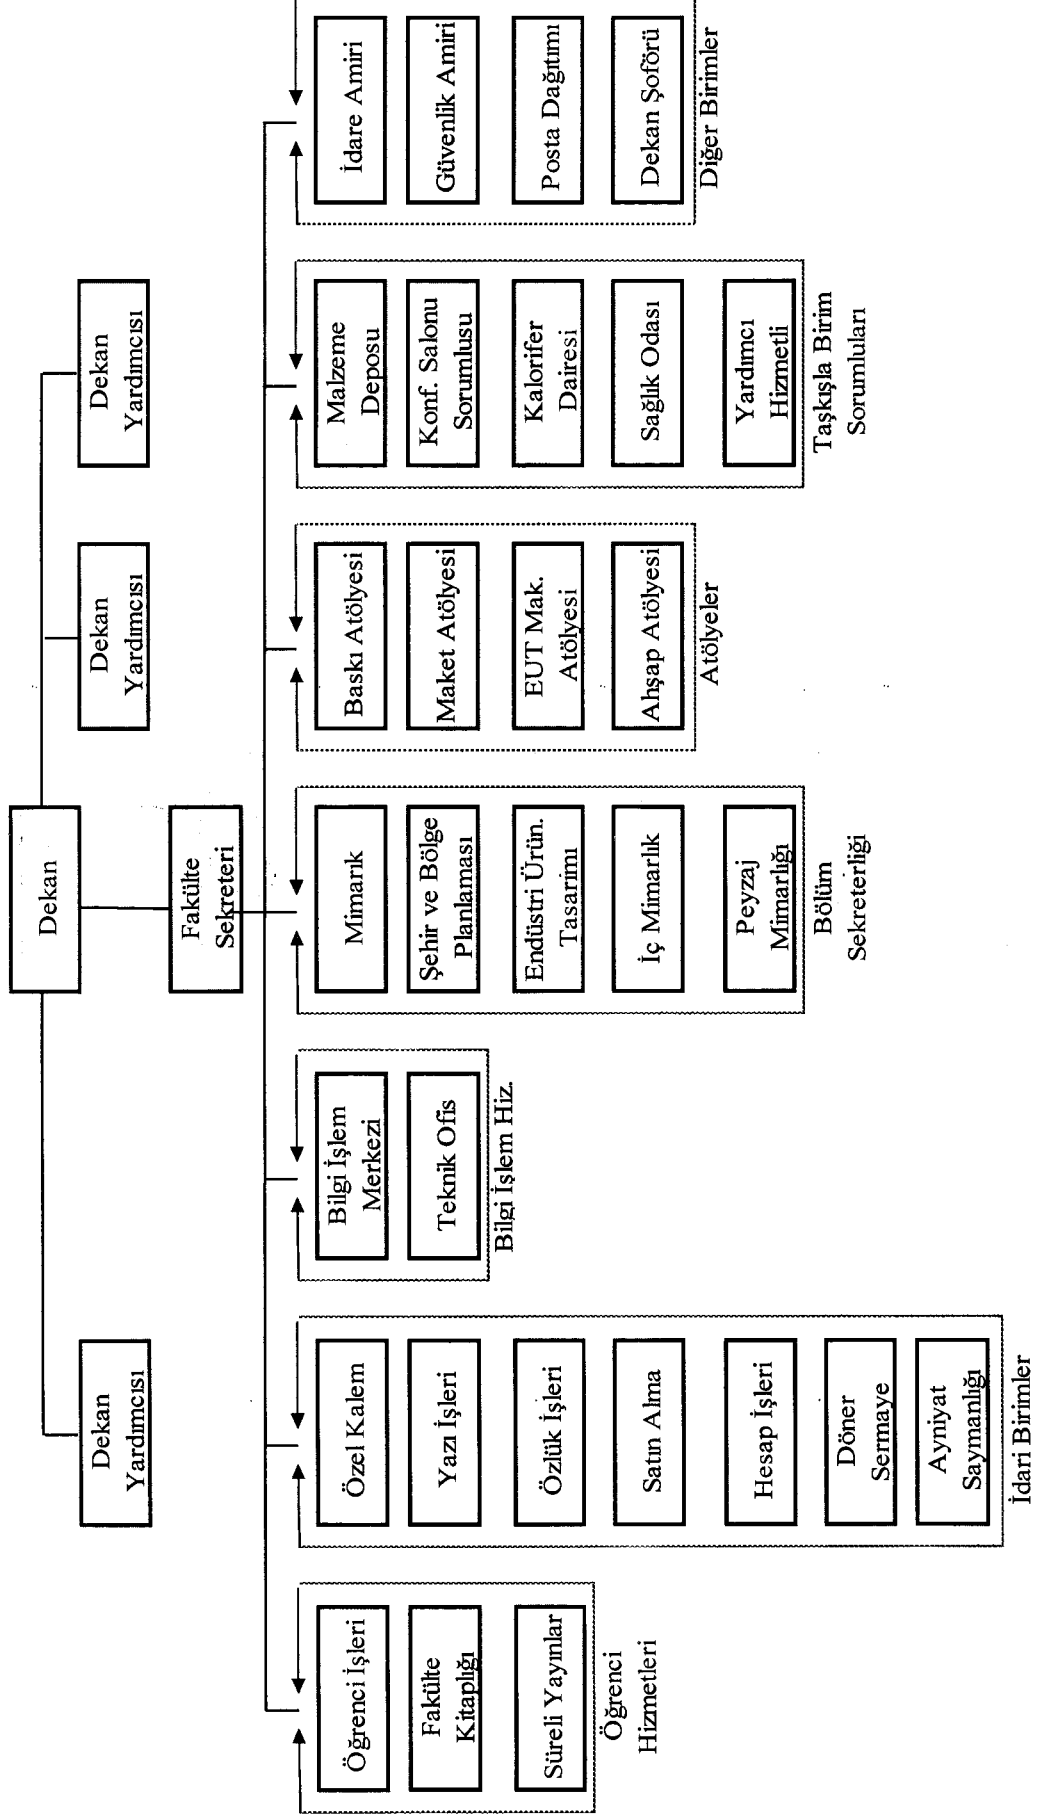 Dekan
Dekan
Yardımcısı
Dekan
Yardımcısı
Dekan
Yardımcısı
Fakülte
Sekreteri
Öğrenci İşleri
Fakülte
Kitaplığı
Süreli Yayınlar
Öğrenci
Hizmetleri
Özel Kalem
Yazı İşleri
Özlük İşleri
Satın Alma
Hesap İşleri
Döner
Sermaye
Ayniyat
Saymanlığı
İdari Birimler
Bilgi İşlem
Merkezi
Teknik Ofis
Bilgi İşlem Hiz.
Mimarık
Şehir ve Bölge
Planlaması
Endüstri Ürün.
Tasarimı
İç Mimarlik
Peyzaj
Mimarlığı
Bölüm
Sekreterliği
Baskı Atölyesi
Maket Atölyesi
EUT Mak.
Atölyesi
Ahşap Atölyesi
Atölyeler
Malzeme
Deposu
Konf. Salonu
Sorumlusu
Kalorifer
Dairesi
Sağlık Odası
Yardımcı
Hizmetli
Taşkışla Birim
Sorumluları
İdare Amiri
Güvenlik Amiri
Posta Dağıtımı
Dekan Şoförü
Diğer Birimler